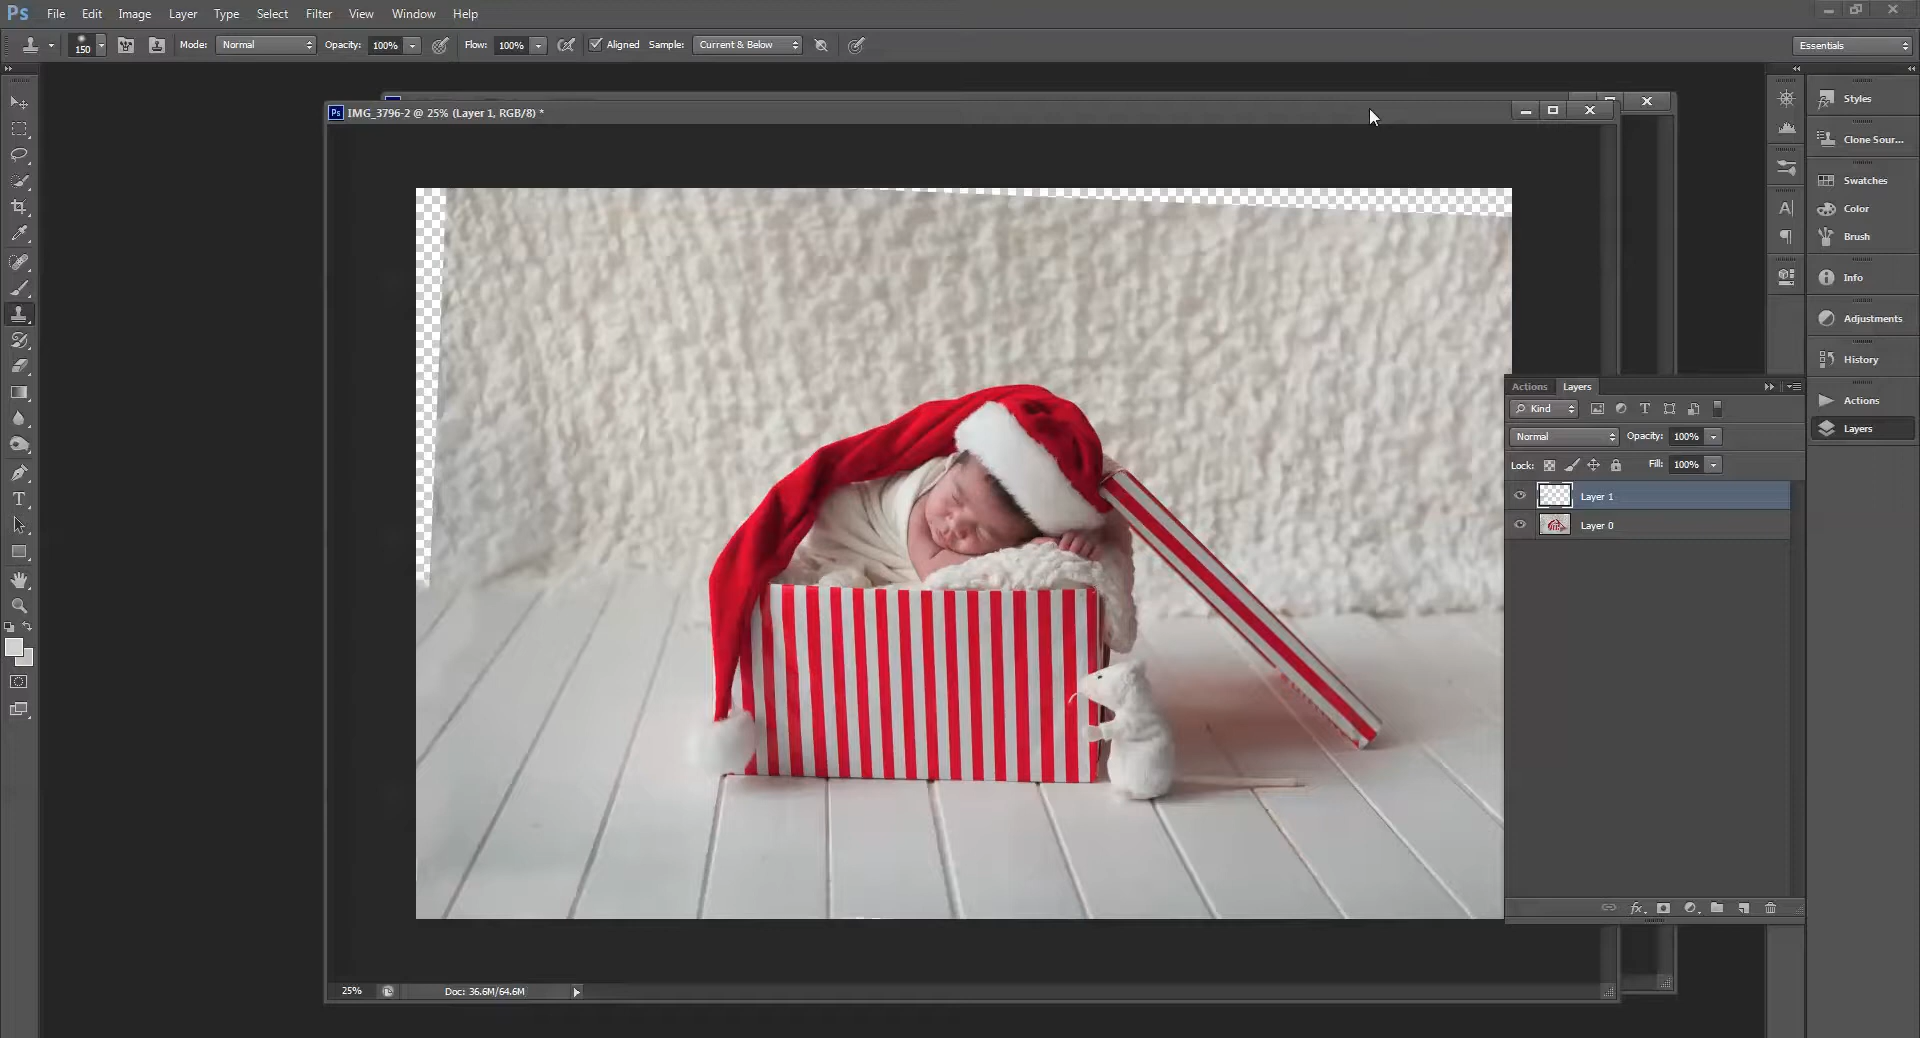 Ps File Edit Image Layer Type Select Filter View Window Help
150 Mode: Normal Opacity: 100% Flow: 100% Aligned Sample: Current & Below Essentials
Ps IMG_3796-2 @ 25% (Layer 1, RGB/8) *
Styles
Clone Sour...
Swatches
Color
Brush
Info
Adjustments
History
Actions
Layers
Actions Layers
Kind
Normal Opacity: 100%
Lock: Fill: 100%
Layer 1
Layer 0
fx
25% Doc: 36.6M/64.6M